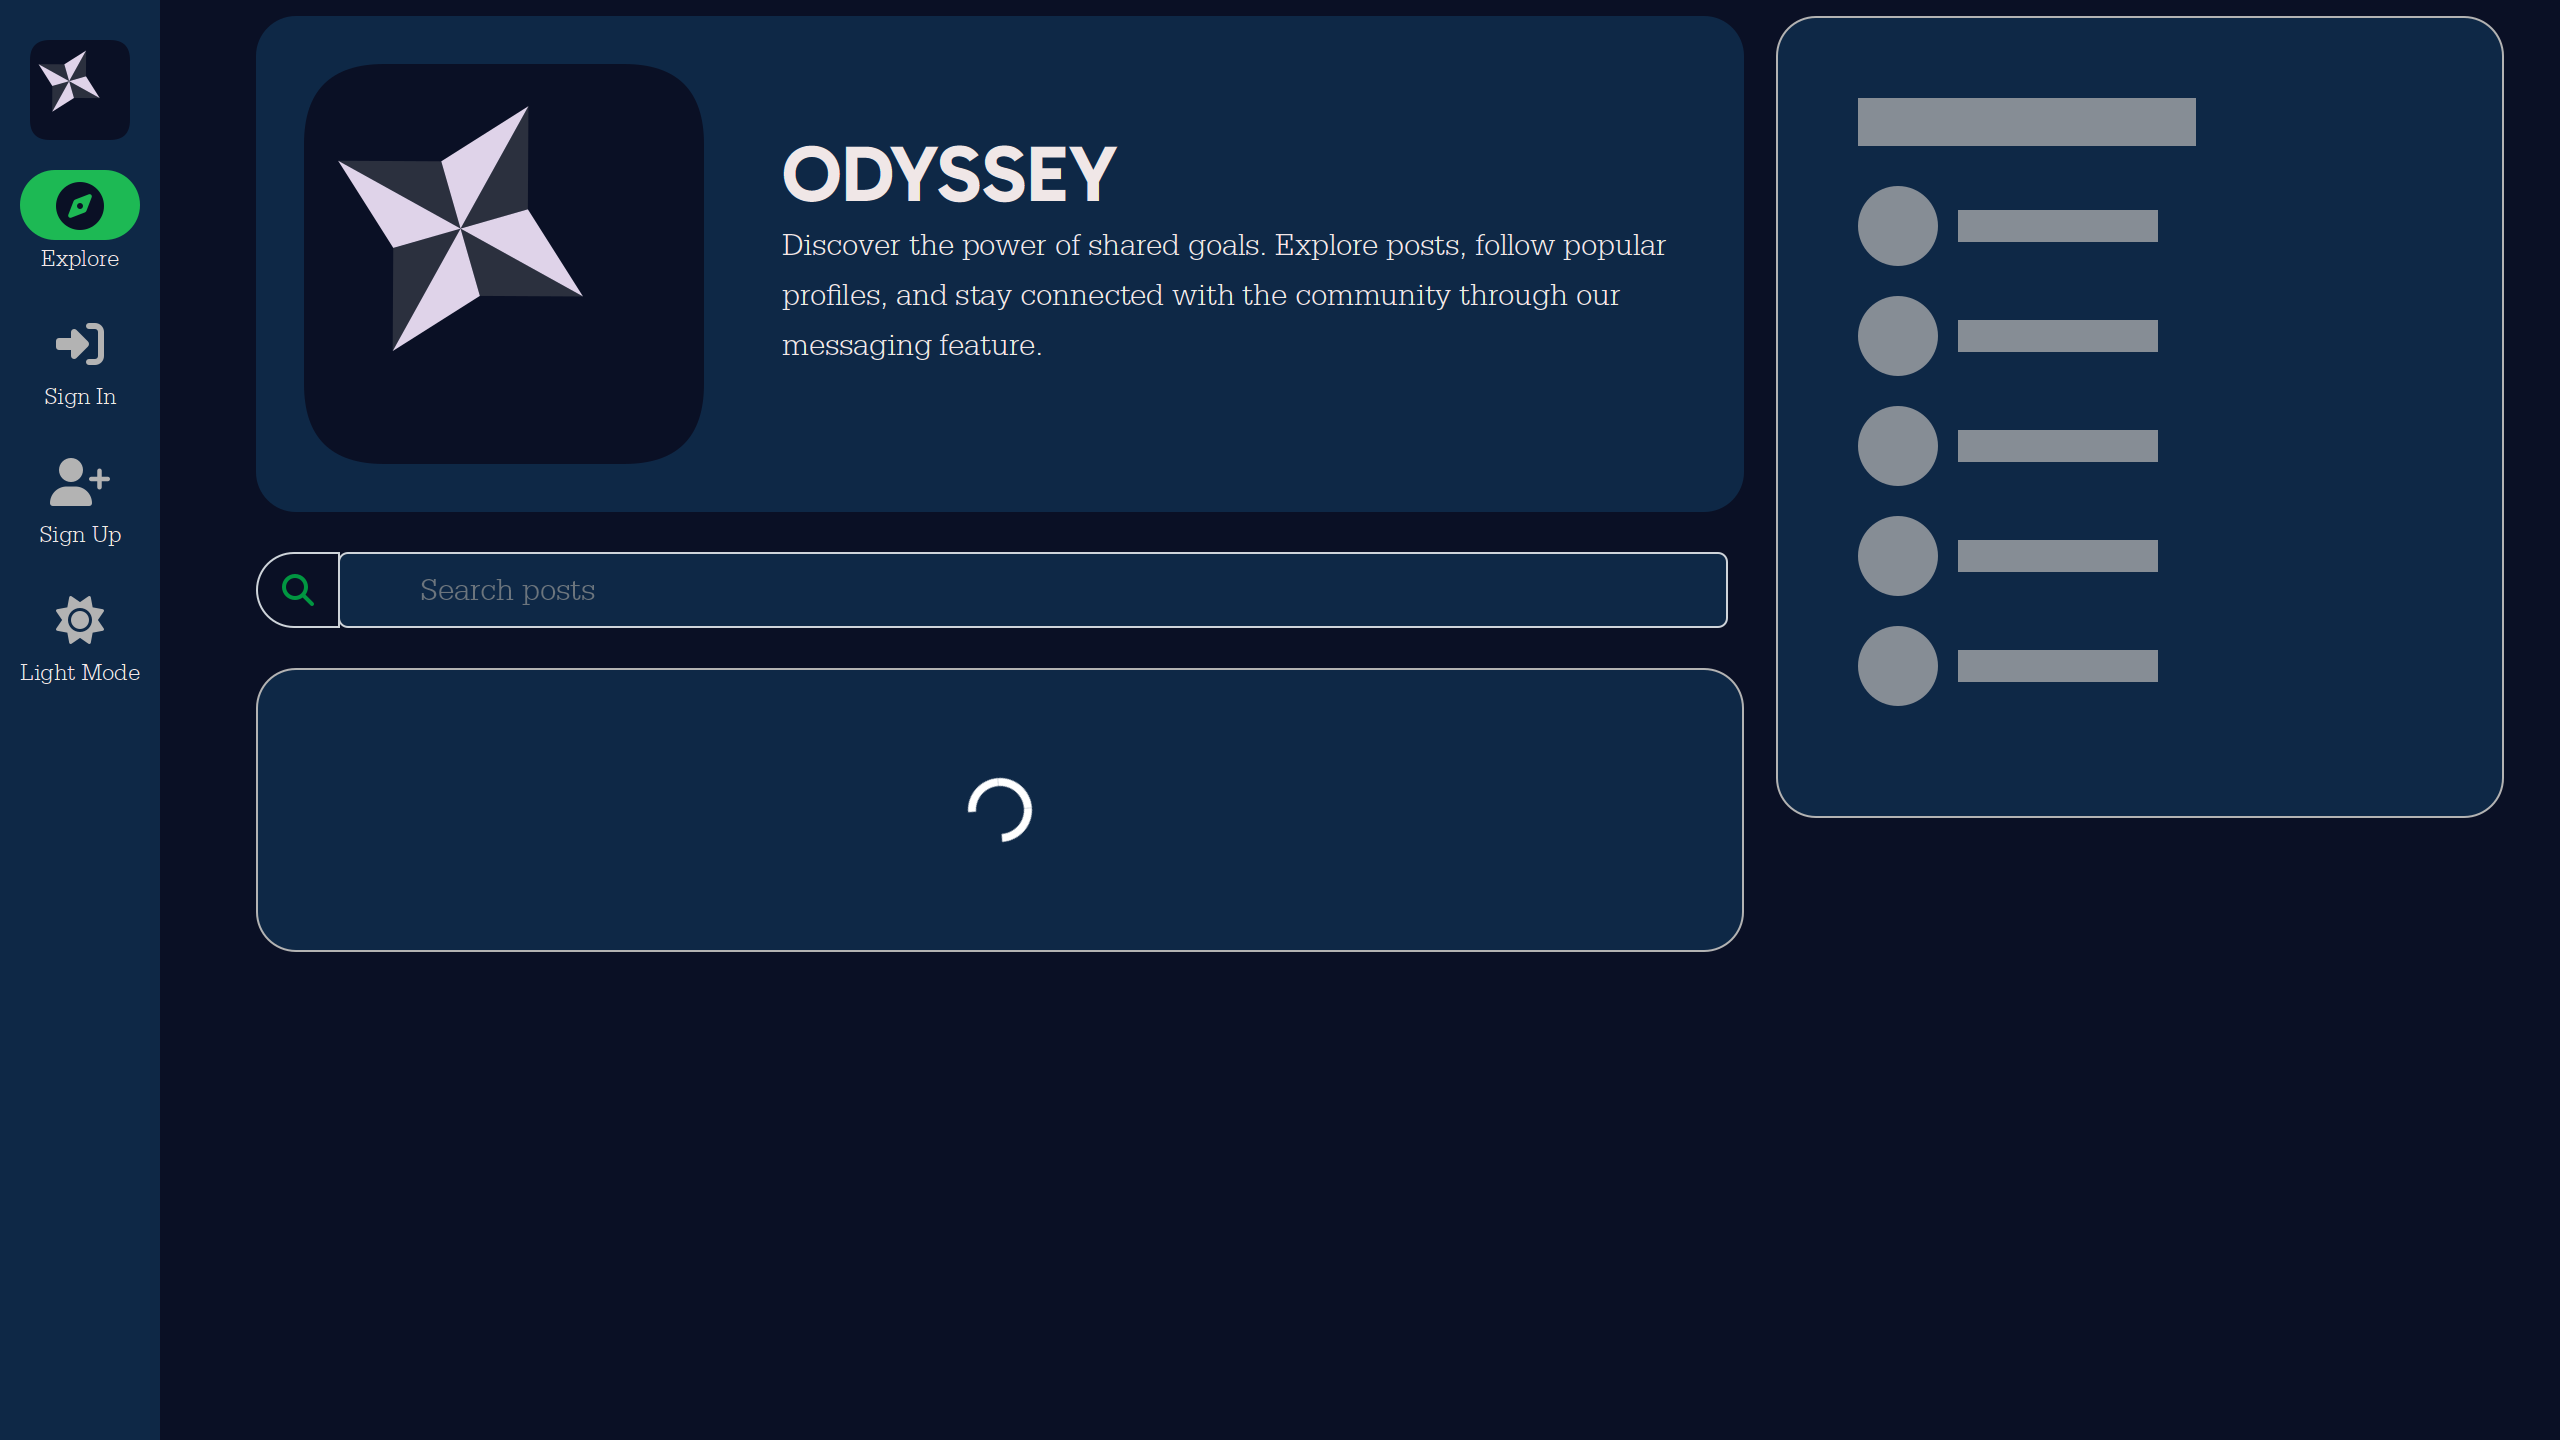 Explore
Sign In
Sign Up
Light Mode
ODYSSEY
Discover the power of shared goals. Explore posts, follow popular
profiles, and stay connected with the community through our
messaging feature.
Search posts